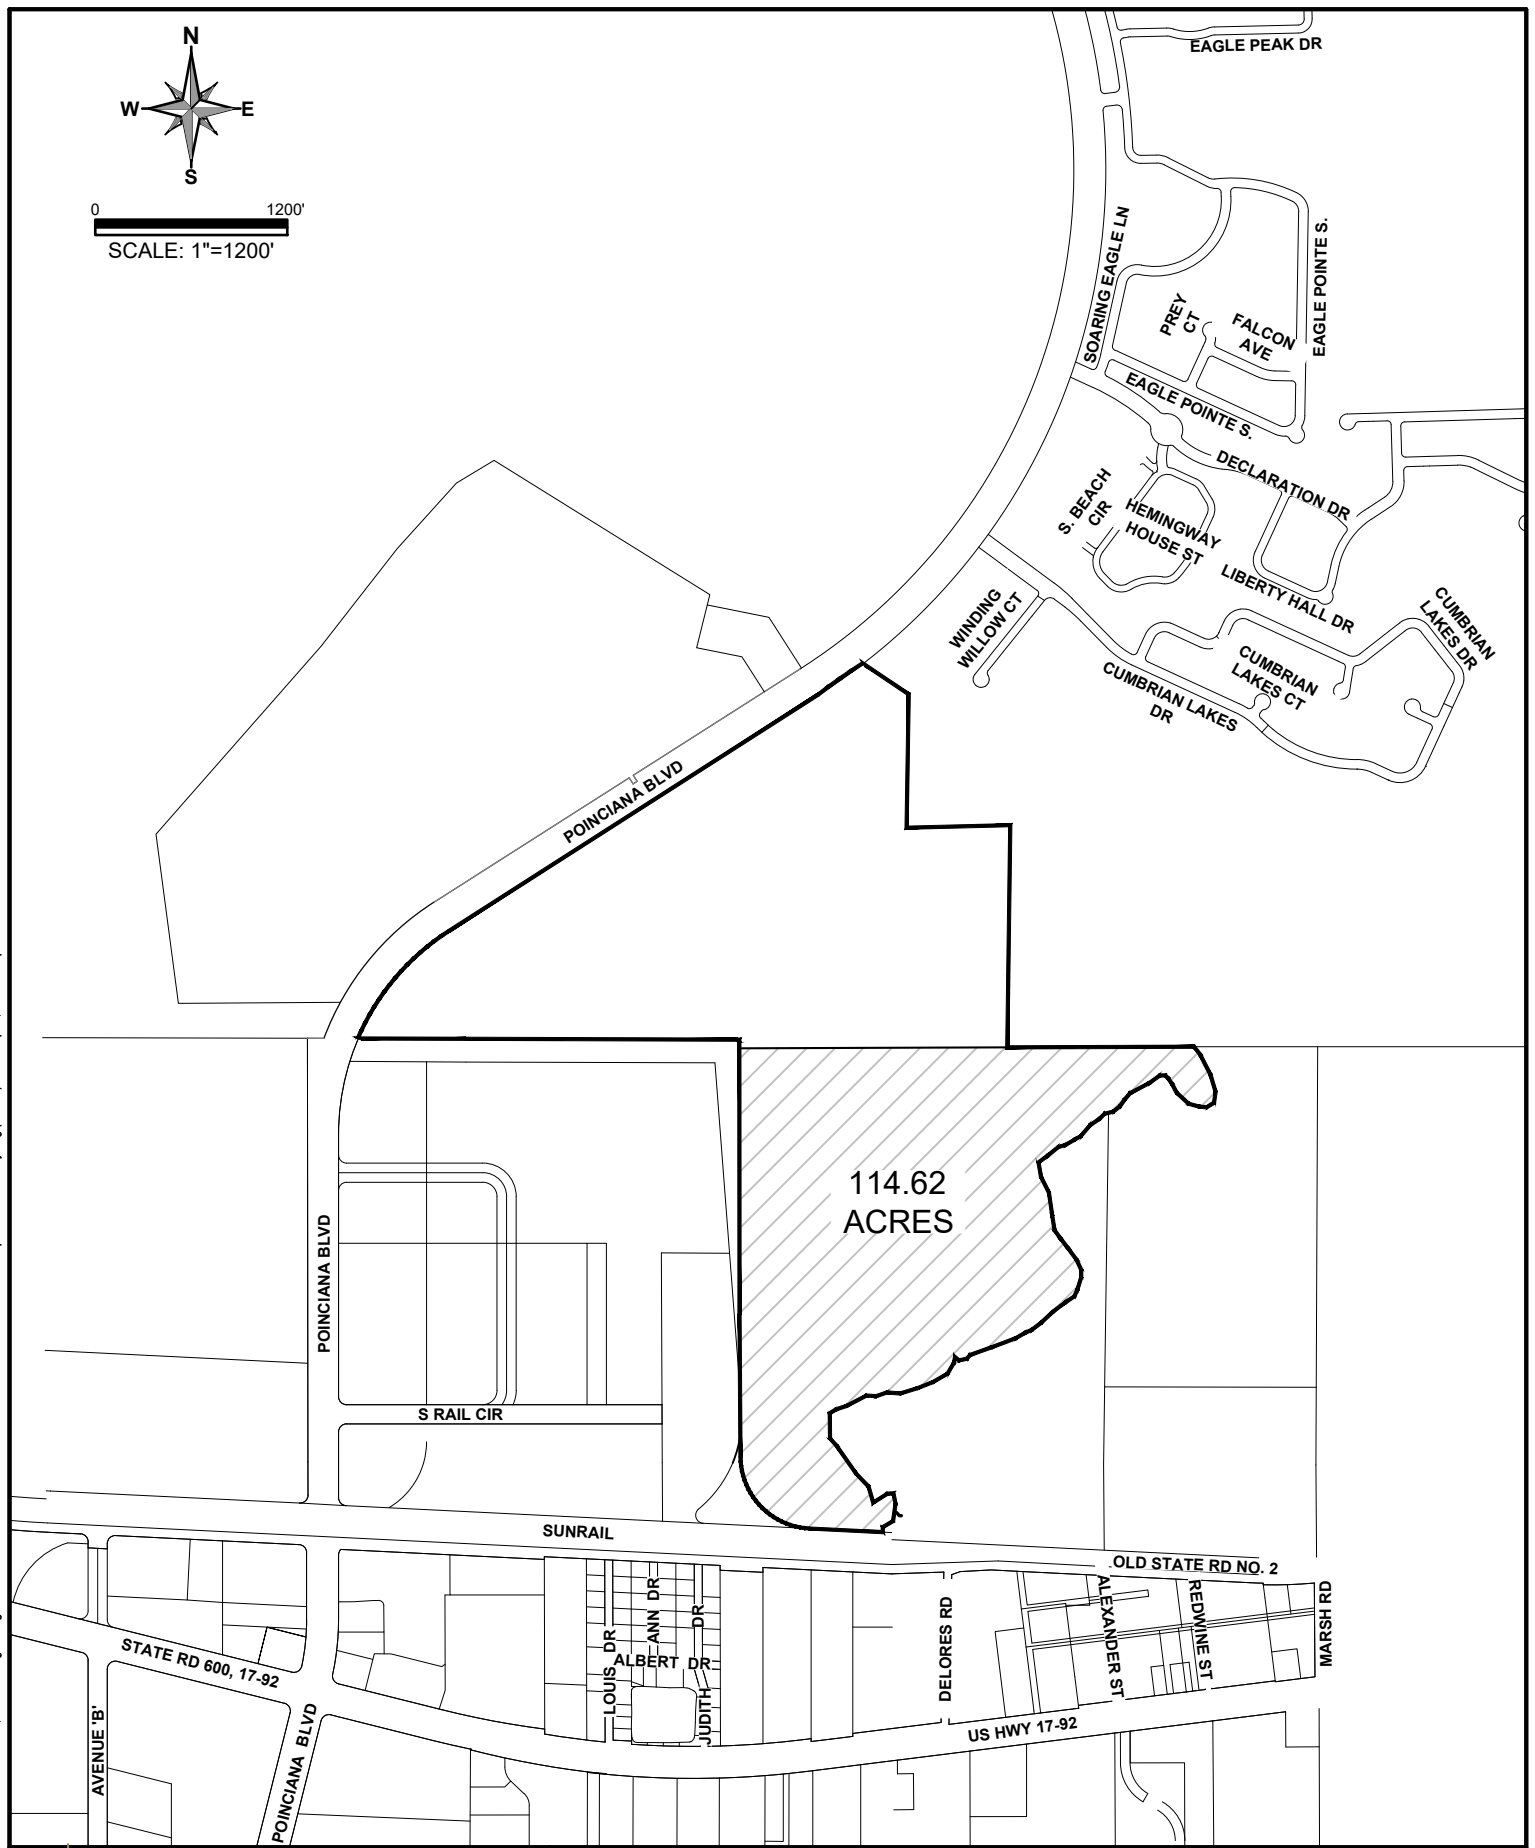 EAGLE PEAK DR
N
W
E
S
0
1200'
SCALE: 1"=1200'
SOARING EAGLE LN
EAGLE POINTE S.
PREY
CT
FALCON
AVE
EAGLE POINTE S.
DECLARATION DR
S. BEACH
CIR
HEMINGWAY
HOUSE ST
LIBERTY HALL DR
WINDING
WILLOW CT
CUMBRIAN
LAKES DR
CUMBRIAN
LAKES CT
CUMBRIAN LAKES
DR
POINCIANA BLVD
114.62
ACRES
POINCIANA BLVD
S RAIL CIR
SUNRAIL
OLD STATE RD NO. 2
STATE RD 600, 17-92
LOUIS DR
ANN DR
JUDITH DR
ALBERT DR
DELORES RD
ALEXANDER ST
REDWINE ST
MARSH RD
US HWY 17-92
AVENUE 'B'
POINCIANA BLVD